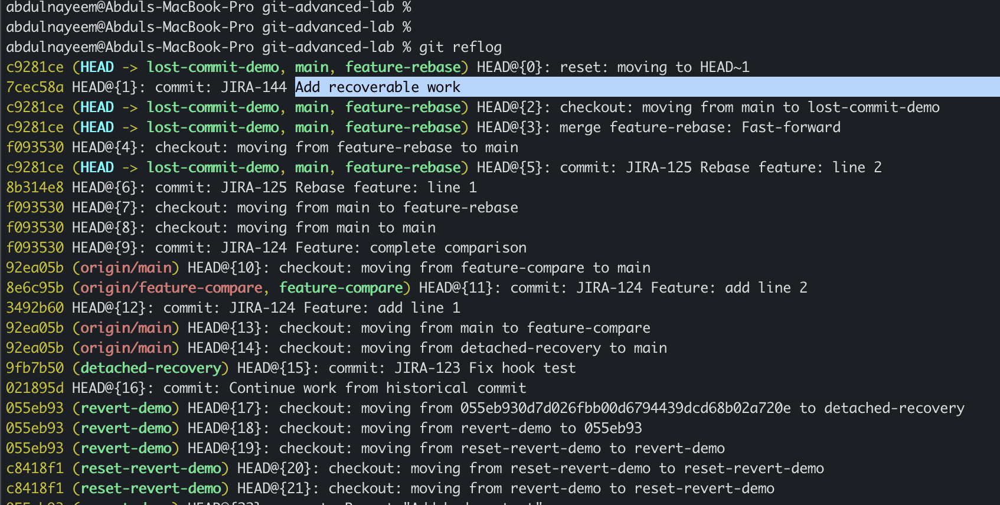 abdulnayeem@Abduls-MacBook-Pro git-advanced-lab %
abdulnayeem@Abduls-MacBook-Pro git-advanced-lab %
abdulnayeem@Abduls-MacBook-Pro git-advanced-lab % git reflog
c9281ce (HEAD -> lost-commit-demo, main, feature-rebase) HEAD@{0}: reset: moving to HEAD~1
7cec58a HEAD@{1}: commit: JIRA-144 Add recoverable work
c9281ce (HEAD -> lost-commit-demo, main, feature-rebase) HEAD@{2}: checkout: moving from main to lost-commit-demo
c9281ce (HEAD -> lost-commit-demo, main, feature-rebase) HEAD@{3}: merge feature-rebase: Fast-forward
f093530 HEAD@{4}: checkout: moving from feature-rebase to main
c9281ce (HEAD -> lost-commit-demo, main, feature-rebase) HEAD@{5}: commit: JIRA-125 Rebase feature: line 2
8b314e8 HEAD@{6}: commit: JIRA-125 Rebase feature: line 1
f093530 HEAD@{7}: checkout: moving from main to feature-rebase
f093530 HEAD@{8}: checkout: moving from main to main
f093530 HEAD@{9}: commit: JIRA-124 Feature: complete comparison
92ea05b (origin/main) HEAD@{10}: checkout: moving from feature-compare to main
8e6c95b (origin/feature-compare, feature-compare) HEAD@{11}: commit: JIRA-124 Feature: add line 2
3492b60 HEAD@{12}: commit: JIRA-124 Feature: add line 1
92ea05b (origin/main) HEAD@{13}: checkout: moving from main to feature-compare
92ea05b (origin/main) HEAD@{14}: checkout: moving from detached-recovery to main
9fb7b50 (detached-recovery) HEAD@{15}: commit: JIRA-123 Fix hook test
021895d HEAD@{16}: commit: Continue work from historical commit
055eb93 (revert-demo) HEAD@{17}: checkout: moving from 055eb930d7d026fbb00d6794439dcd68b02a720e to detached-recovery
055eb93 (revert-demo) HEAD@{18}: checkout: moving from revert-demo to 055eb93
055eb93 (revert-demo) HEAD@{19}: checkout: moving from reset-revert-demo to revert-demo
c8418f1 (reset-revert-demo) HEAD@{20}: checkout: moving from reset-revert-demo to reset-revert-demo
c8418f1 (reset-revert-demo) HEAD@{21}: checkout: moving from revert-demo to reset-revert-demo